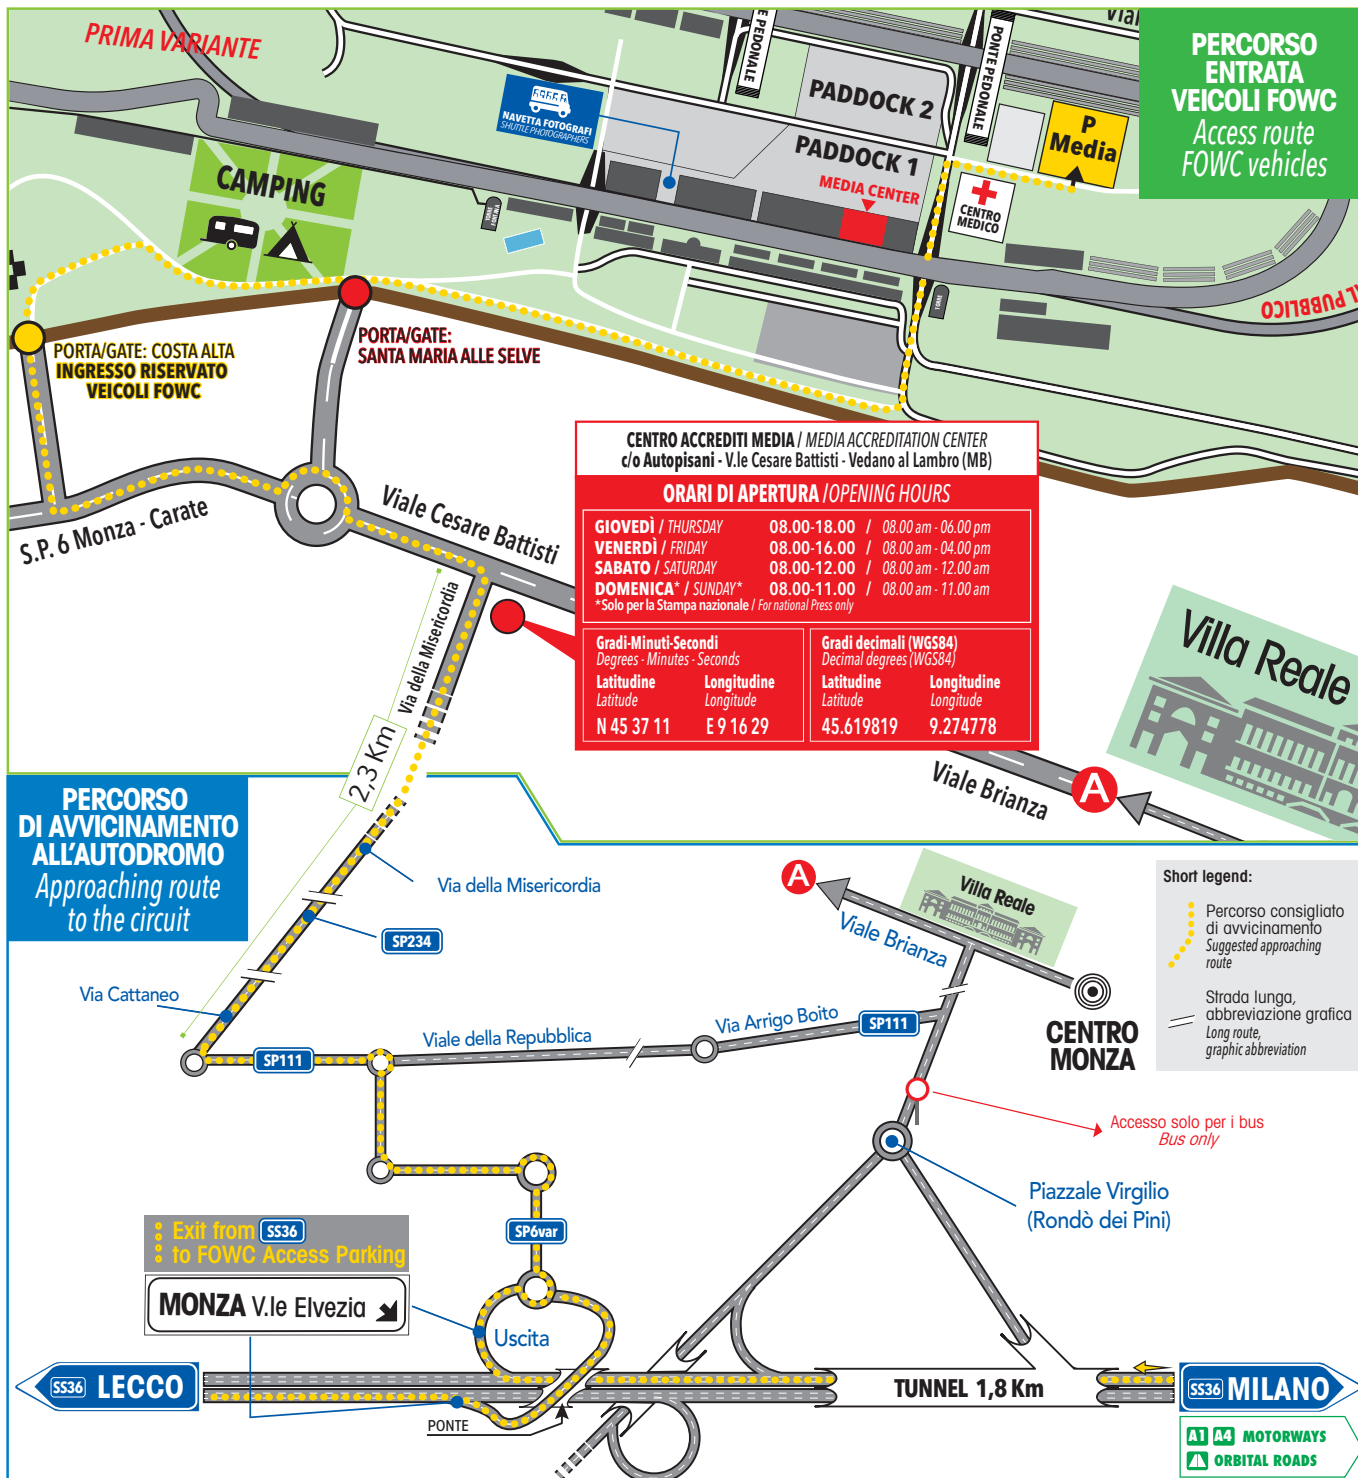 PERCORSO
ENTRATA
VEICOLI FOWC
Access route
FOWC vehicles
PRIMA VARIANTE
PONTE PEDONALE
PADDOCK 2
PADDOCK 1
P
Media
NAVETTA FOTOGRAFI
SHUTTLE PHOTOGRAPHERS
MEDIA CENTER
CENTRO
MEDICO
CAMPING
PORTA/GATE: COSTA ALTA
INGRESSO RISERVATO
VEICOLI FOWC
PORTA/GATE:
SANTA MARIA ALLE SELVE
S.P. 6 Monza - Carate
Viale Cesare Battisti
Via della Misericordia
2,3 Km
CENTRO ACCREDITI MEDIA / MEDIA ACCREDITATION CENTER
c/o Autopisani - V.le Cesare Battisti - Vedano al Lambro (MB)
ORARI DI APERTURA /OPENING HOURS
GIOVEDÌ / THURSDAY 08.00-18.00 / 08.00 am - 06.00 pm
VENERDÌ / FRIDAY 08.00-16.00 / 08.00 am - 04.00 pm
SABATO / SATURDAY 08.00-12.00 / 08.00 am - 12.00 am
DOMENICA* / SUNDAY* 08.00-11.00 / 08.00 am - 11.00 am
*Solo per la Stampa nazionale / For national Press only
Gradi-Minuti-Secondi
Degrees - Minutes - Seconds
Latitudine Longitudine
Latitude Longitude
N 45 37 11 E 9 16 29
Gradi decimali (WGS84)
Decimal degrees (WGS84)
Latitudine Longitudine
Latitude Longitude
45.619819 9.274778
Villa Reale
Viale Brianza
A
PERCORSO
DI AVVICINAMENTO
ALL'AUTODROMO
Approaching route
to the circuit
Via della Misericordia
SP234
Via Cattaneo
SP111
Viale della Repubblica
Via Arrigo Boito
SP111
A
Viale Brianza
Villa Reale
CENTRO
MONZA
Short legend:
Percorso consigliato
di avvicinamento
Suggested approaching
route
Strada lunga,
abbreviazione grafica
Long route,
graphic abbreviation
Accesso solo per i bus
Bus only
Piazzale Virgilio
(Rondò dei Pini)
SP6var
Exit from SS36
to FOWC Access Parking
MONZA V.le Elvezia
Uscita
SS36 LECCO
PONTE
TUNNEL 1,8 Km
SS36 MILANO
A1 A4 MOTORWAYS
ORBITAL ROADS